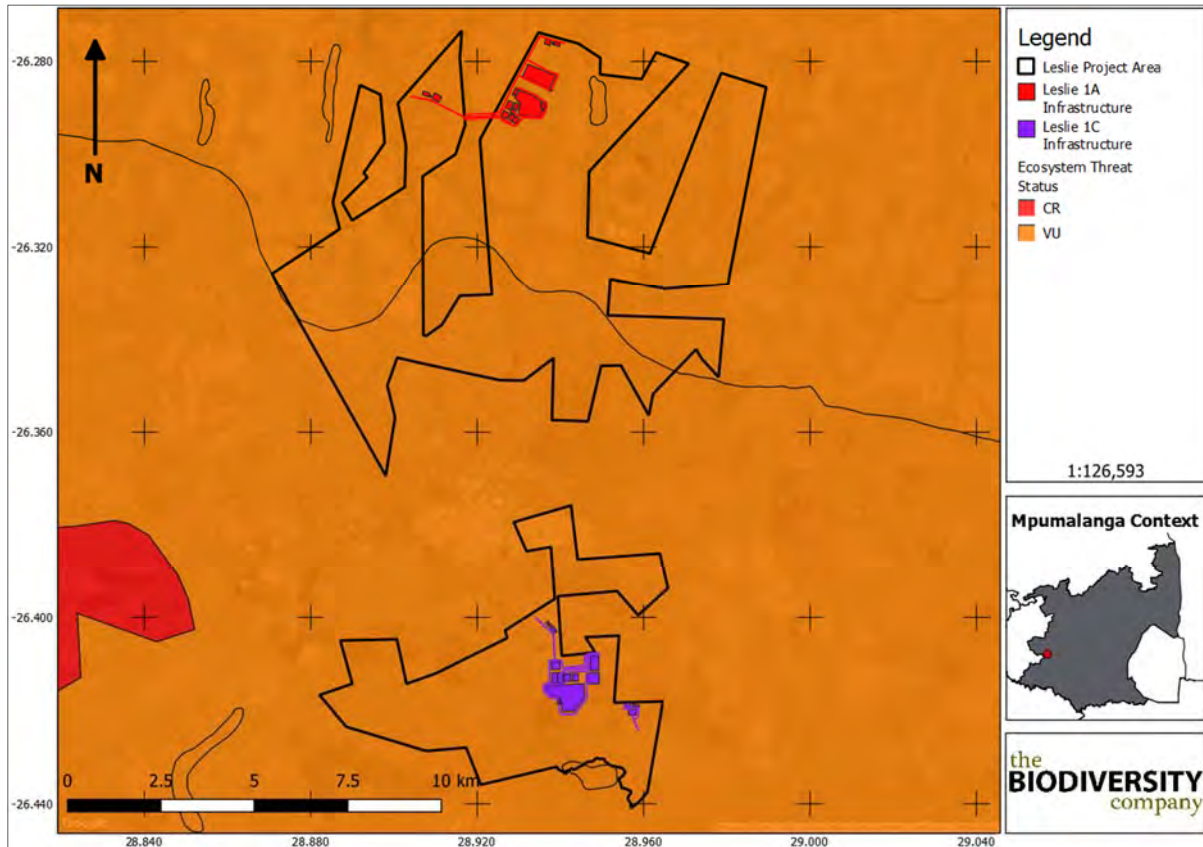 -26.280
-26.320
-26.360
-26.400
-26.440
N
0 2.5 5 7.5 10 km
28.840 28.880 28.920 28.960 29.000 29.040
Legend
Leslie Project Area
Leslie 1A
Infrastructure
Leslie 1C
Infrastructure
Ecosystem Threat
Status
CR
VU
1:126,593
Mpumalanga Context
the
BIODIVERSITY
company